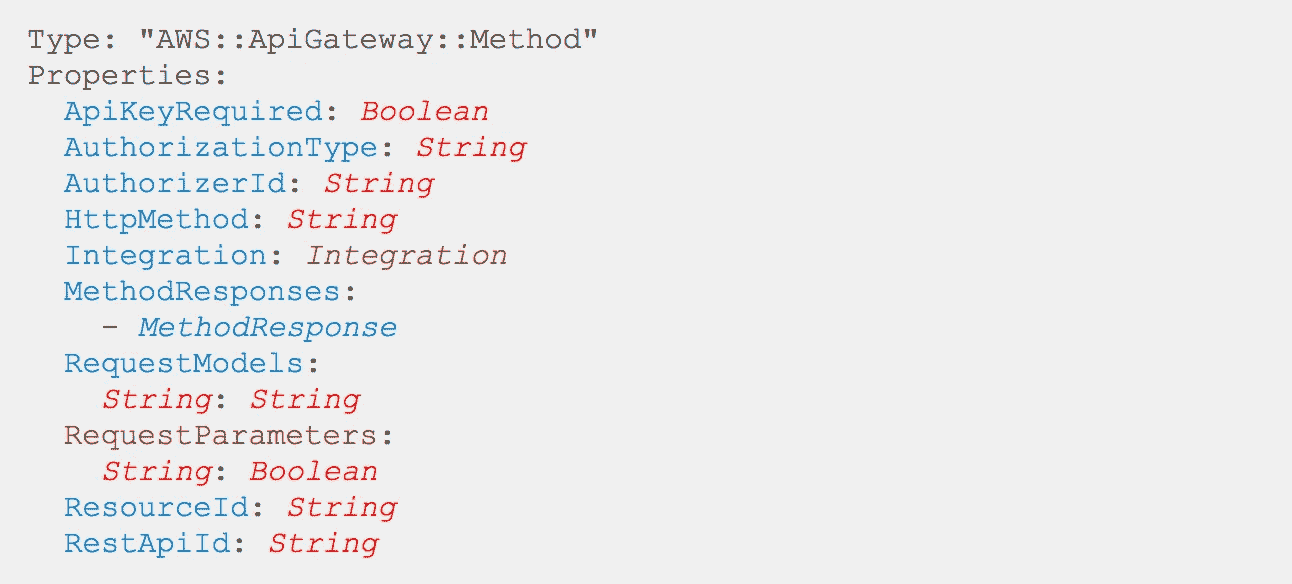 Type: "AWS::ApiGateway::Method"
Properties:
  ApiKeyRequired: Boolean
  AuthorizationType: String
  AuthorizerId: String
  HttpMethod: String
  Integration: Integration
  MethodResponses:
    - MethodResponse
  RequestModels:
    String: String
  RequestParameters:
    String: Boolean
  ResourceId: String
  RestApiId: String